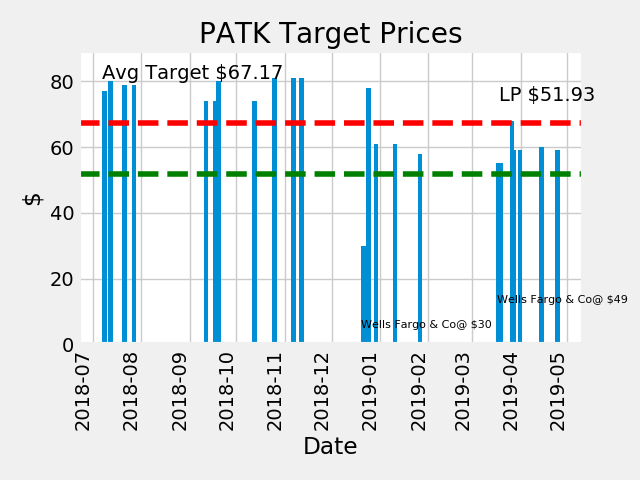 PATK Target Prices
Avg Target $67.17
LP $51.93
80
60
40
20
0
$
Wells Fargo & Co@ $49
Wells Fargo & Co@ $30
2018-07
2018-08
2018-09
2018-10
2018-11
2018-12
2019-01
2019-02
2019-03
2019-04
2019-05
Date